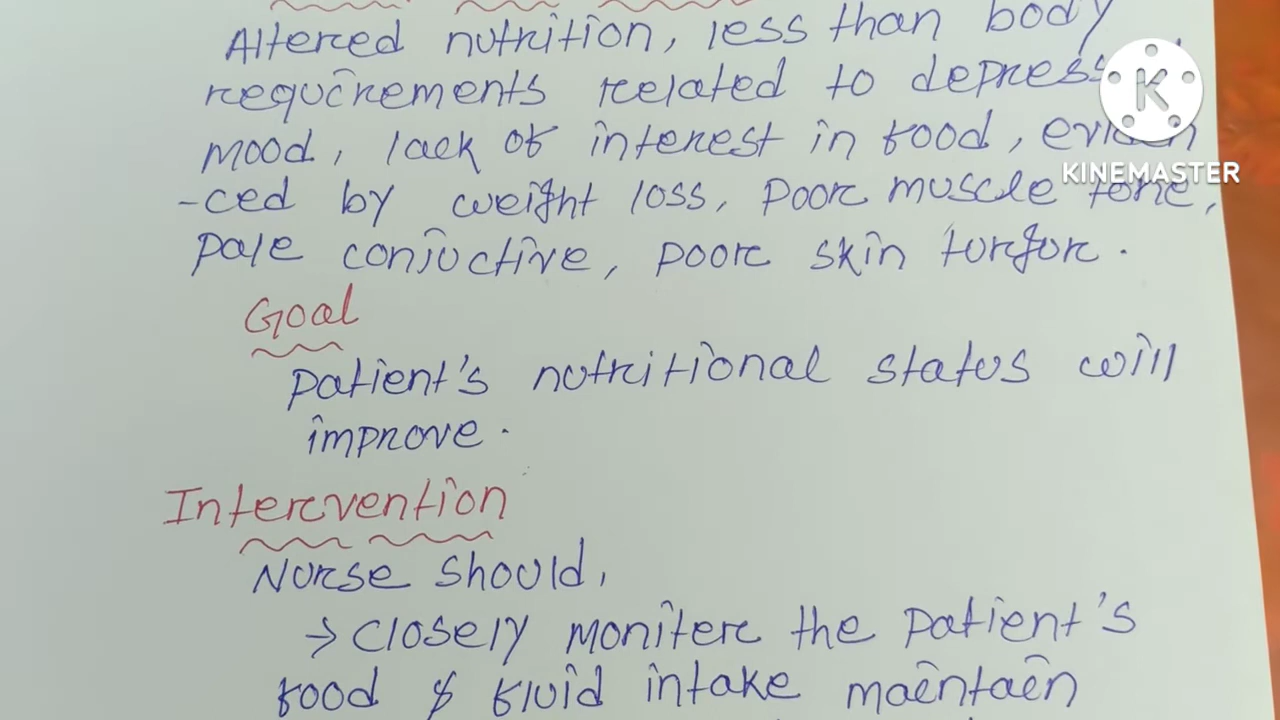 Altered nutrition, less than body
requirements related to depress
mood, lack of interest in food, eviden
-ced by weight loss, poor muscle tone,
pale conjuctive, poor skin turgor.
Goal
patient's nutritional status will
improve.
Intervention
Nurse should,
→ closely moniter the patient's
food & fluid intake maintain
K
KINEMASTER